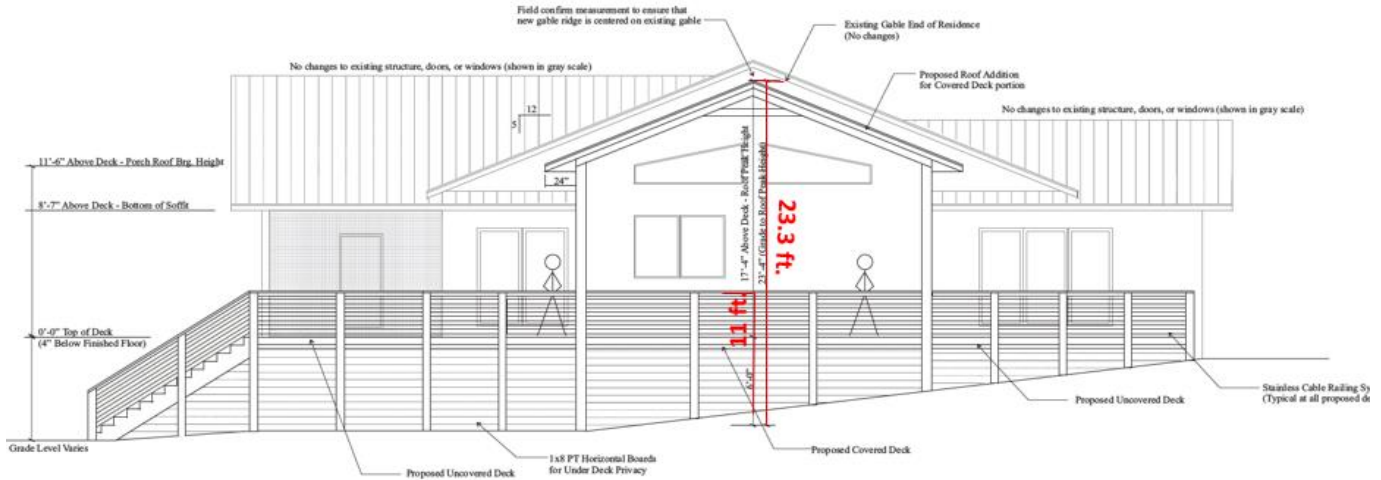 Field confirm measurement to ensure that
new gable ridge is centered on existing gable
Existing Gable End of Residence
(No changes)
No changes to existing structure, doors, or windows (shown in gray scale)
Proposed Roof Addition
for Covered Deck portion
12
5
No changes to existing structure, doors, or windows (shown in gray scale)
11'-6" Above Deck - Porch Roof Brg. Height
24"
8'-7" Above Deck - Bottom of Soffit
17'-4" Above Deck - Roof Peak Height
23'-4" (Grade to Roof Peak Height)
23.3 ft.
11 ft.
6'-0"
0'-0" Top of Deck
(4" Below Finished Floor)
Stainless Cable Railing Sy
(Typical at all proposed de
Proposed Uncovered Deck
Grade Level Varies
1x8 PT Horizontal Boards
for Under Deck Privacy
Proposed Covered Deck
Proposed Uncovered Deck